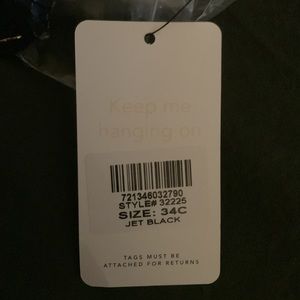 Keep me
hanging on
721346032790
STYLE# 32225
SIZE: 34C
JET BLACK
TAGS MUST BE
ATTACHED FOR RETURNS